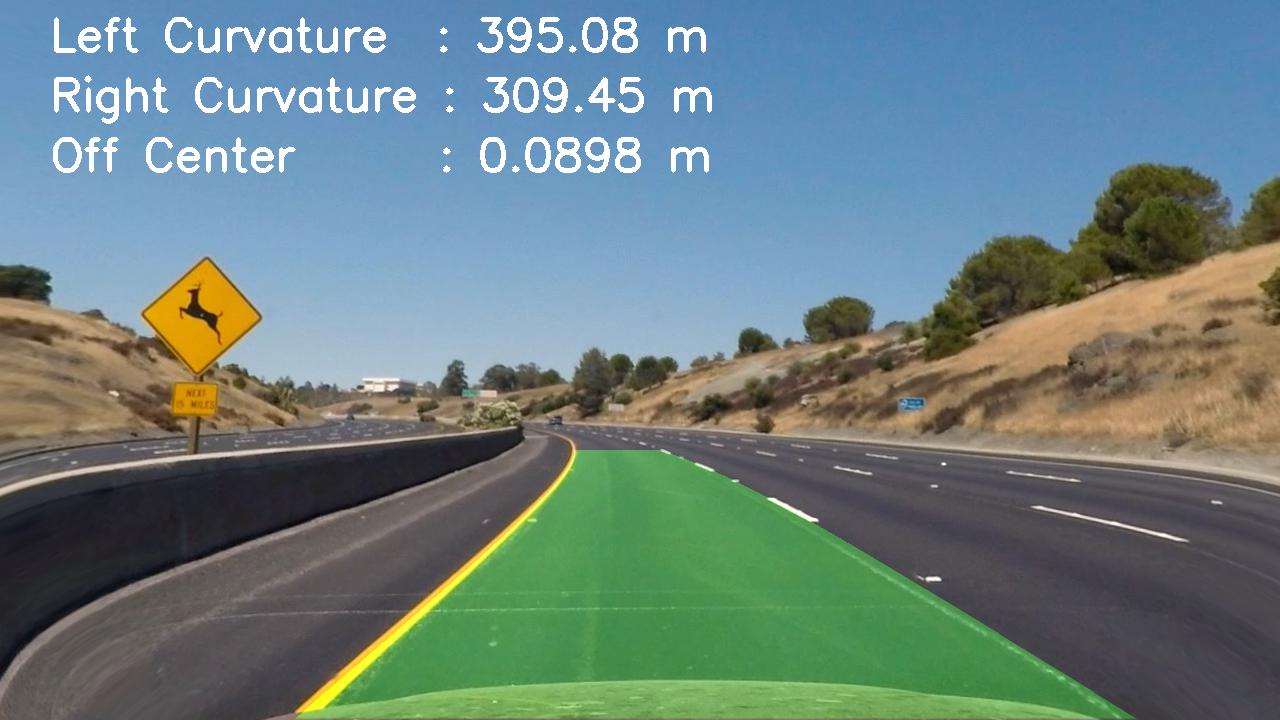 Left Curvature : 395.08 m
Right Curvature : 309.45 m
Off Center : 0.0898 m
NEXT
15 MILES